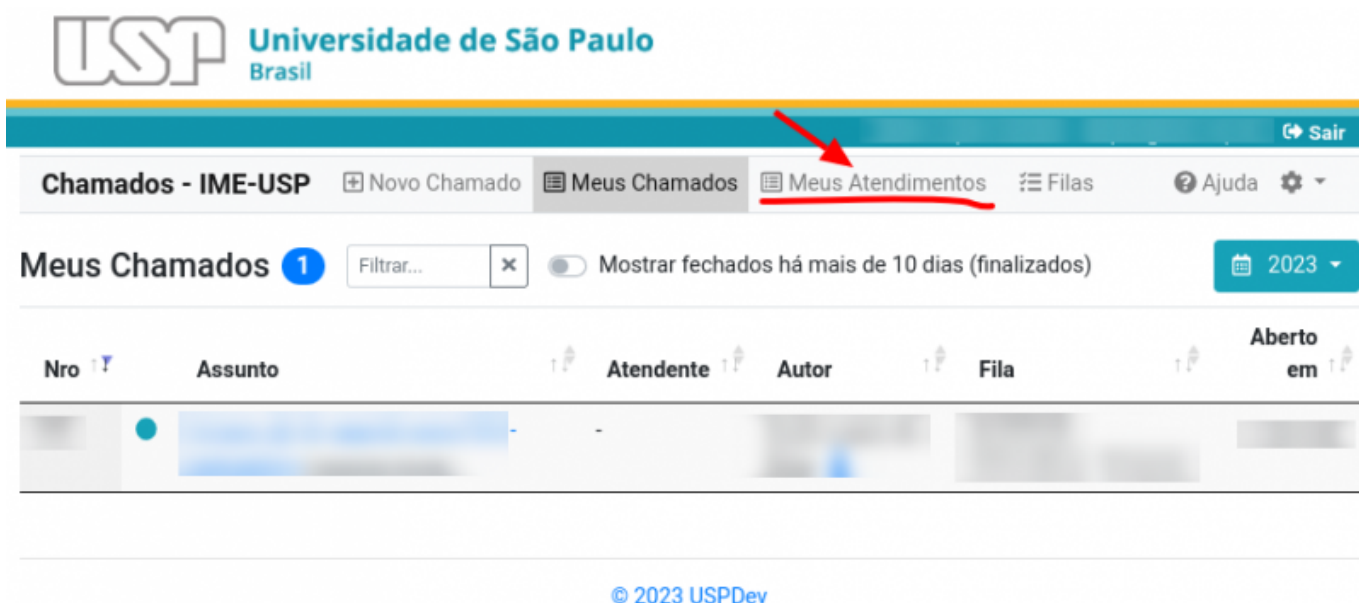 USP
Universidade de São Paulo
Brasil
Sair
Chamados - IME-USP Novo Chamado Meus Chamados Meus Atendimentos Filas Ajuda
Meus Chamados 1 Filtrar... × Mostrar fechados há mais de 10 dias (finalizados) 2023
Nro Assunto Atendente Autor Fila Aberto em
- -
© 2023 USPDev